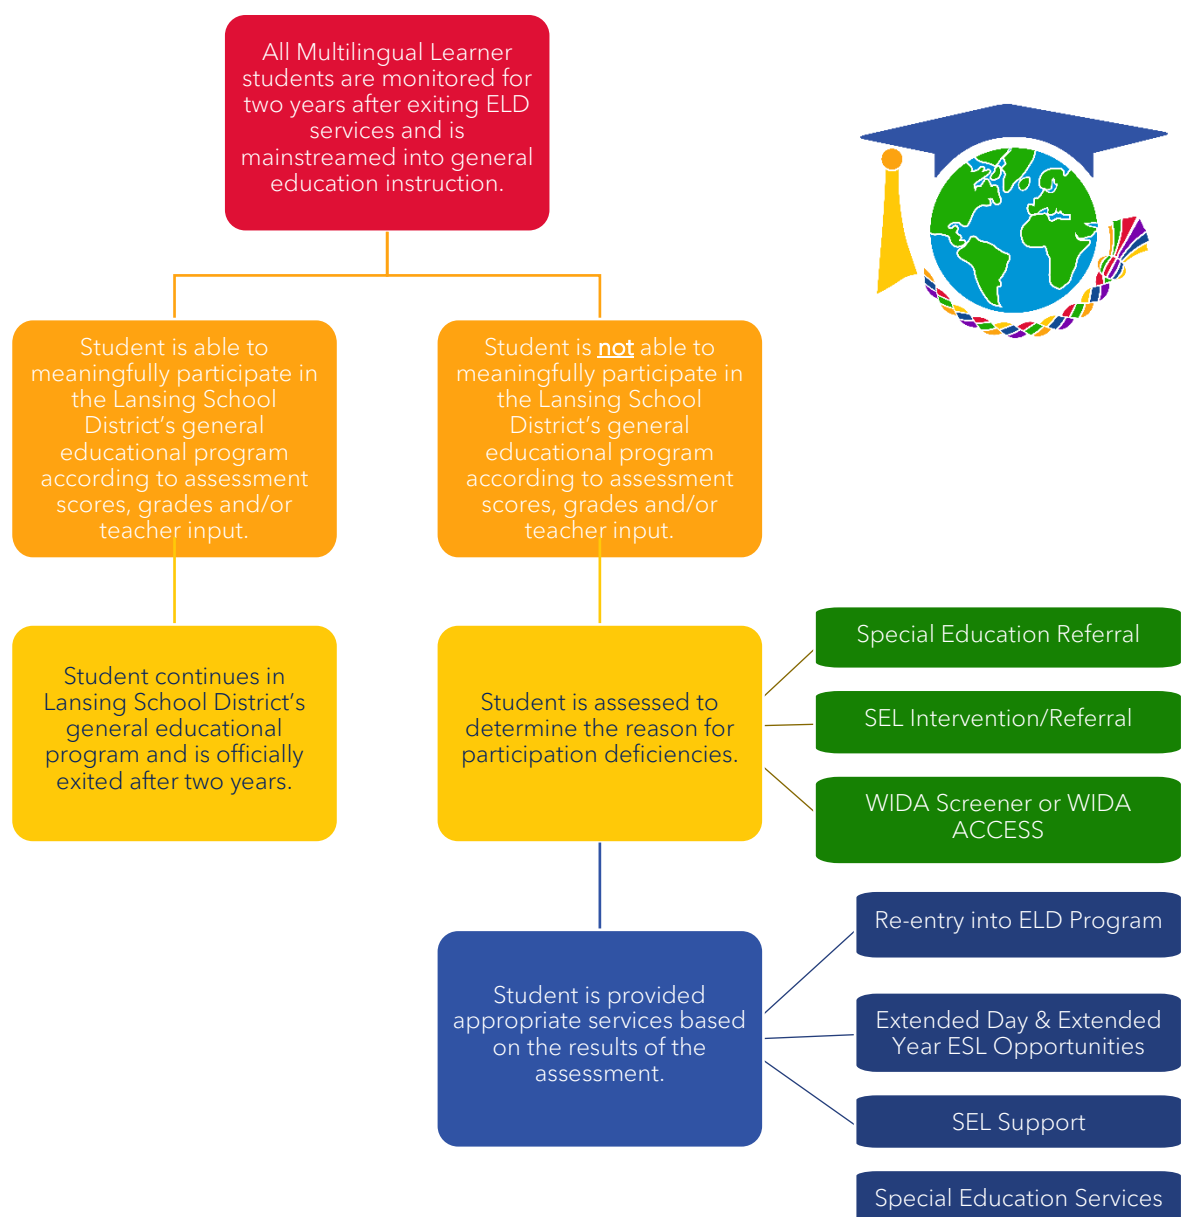 All Multilingual Learner
students are monitored for
two years after exiting ELD
services and is
mainstreamed into general
education instruction.
Student is able to
meaningfully participate in
the Lansing School
District's general
educational program
according to assessment
scores, grades and/or
teacher input.
Student is not able to
meaningfully participate in
the Lansing School
District's general
educational program
according to assessment
scores, grades and/or
teacher input.
Student continues in
Lansing School District's
general educational
program and is officially
exited after two years.
Student is assessed to
determine the reason for
participation deficiencies.
Special Education Referral
SEL Intervention/Referral
WIDA Screener or WIDA
ACCESS
Student is provided
appropriate services based
on the results of the
assessment.
Re-entry into ELD Program
Extended Day & Extended
Year ESL Opportunities
SEL Support
Special Education Services